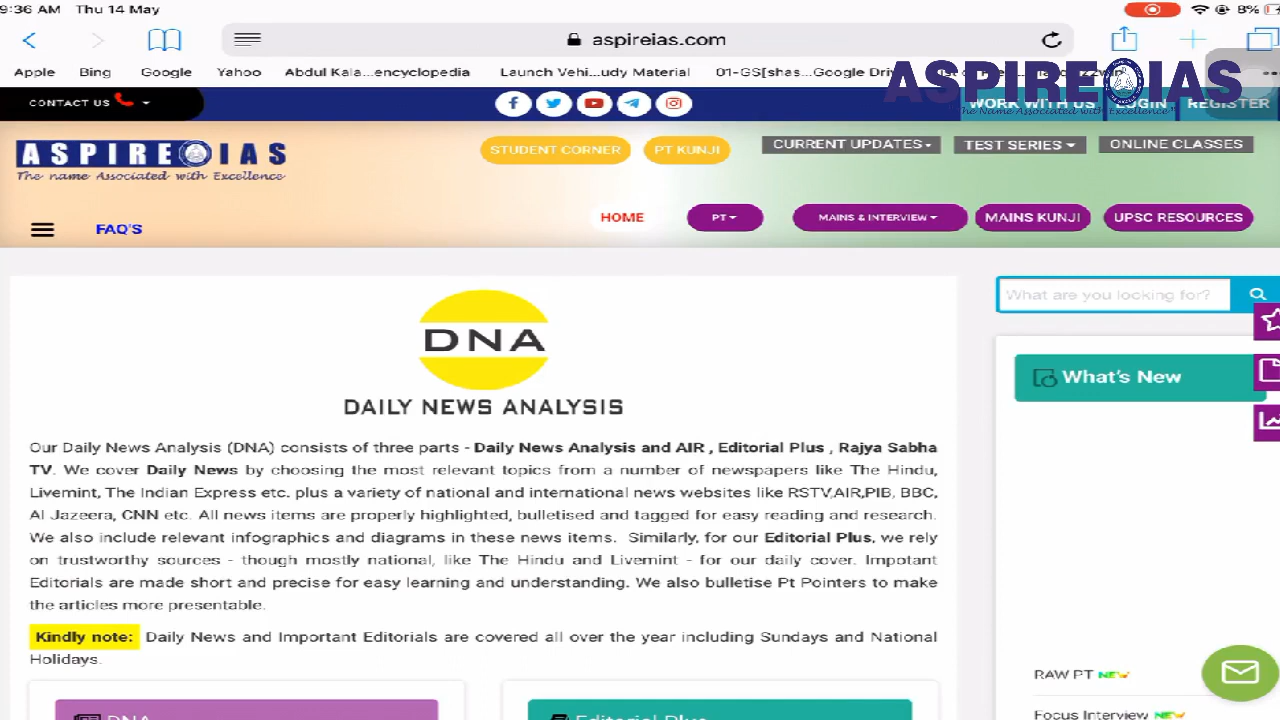 9:36 AM Thu 14 May
8%
aspireias.com
Apple Bing Google Yahoo Abdul Kala...encyclopedia Launch Vehi...udy Material 01-GS[shas...Google Driv
ASPIRE IAS
The Name Associated with Excellence
CONTACT US
WORK WITH US LOGIN REGISTER
ASPIRE IAS
The name Associated with Excellence
STUDENT CORNER PT KUNJI CURRENT UPDATES TEST SERIES ONLINE CLASSES
FAQ'S HOME PT MAINS & INTERVIEW MAINS KUNJI UPSC RESOURCES
What are you looking for?
DNA
DAILY NEWS ANALYSIS
What's New
Our Daily News Analysis (DNA) consists of three parts - Daily News Analysis and AIR , Editorial Plus , Rajya Sabha
TV. We cover Daily News by choosing the most relevant topics from a number of newspapers like The Hindu,
Livemint, The Indian Express etc. plus a variety of national and international news websites like RSTV,AIR,PIB, BBC,
Al Jazeera, CNN etc. All news items are properly highlighted, bulletised and tagged for easy reading and research.
We also include relevant infographics and diagrams in these news items. Similarly, for our Editorial Plus, we rely
on trustworthy sources - though mostly national, like The Hindu and Livemint - for our daily cover. Impotant
Editorials are made short and precise for easy learning and understanding. We also bulletise Pt Pointers to make
the articles more presentable.
Kindly note: Daily News and Important Editorials are covered all over the year including Sundays and National
Holidays.
RAW PT NEW
Focus Interview NEW
DNA Editorial Plus